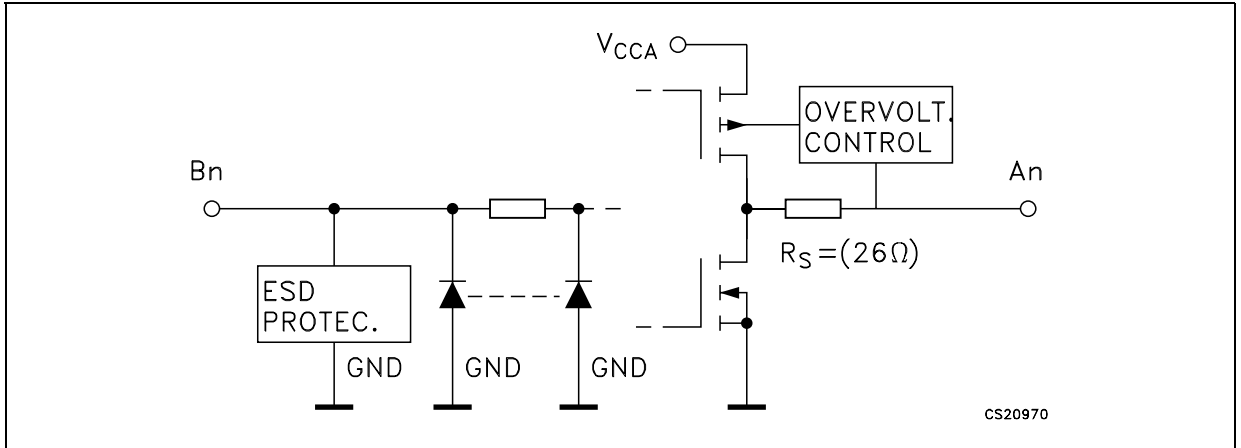 VCCA
OVERVOLT.
CONTROL
Bn
An
RS=(26Ω)
ESD
PROTEC.
GND
GND
GND
CS20970